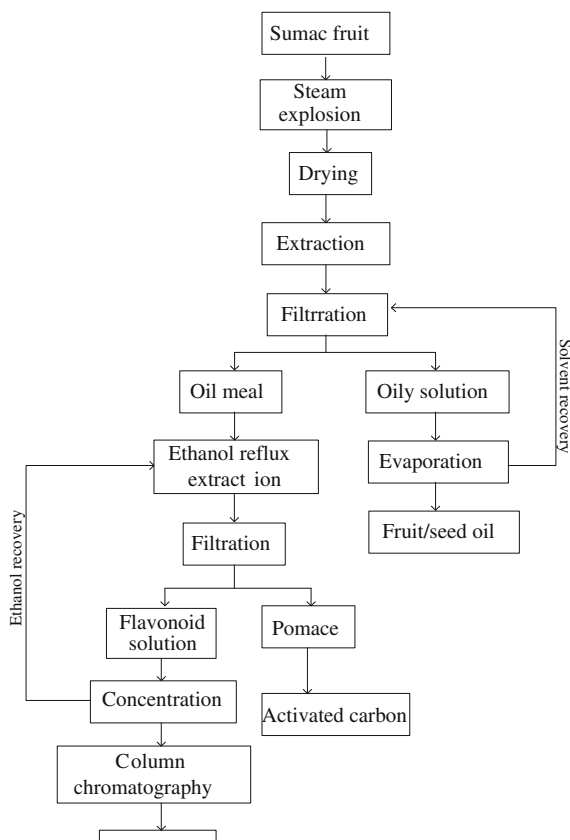 Sumac fruit
Steam
explosion
Drying
Extraction
Filtrration
Oil meal
Oily solution
Solvent recovery
Ethanol reflux
extract ion
Evaporation
Filtration
Fruit/seed oil
Ethanol recovery
Flavonoid
solution
Pomace
Concentration
Activated carbon
Column
chromatography